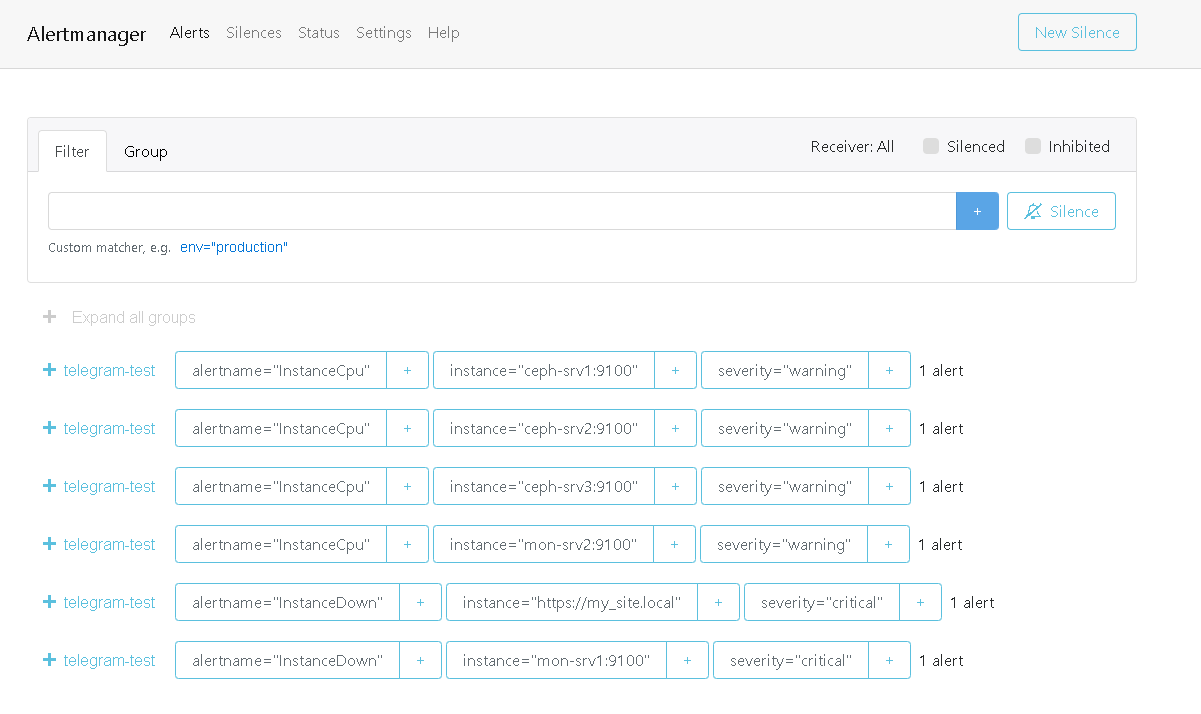 Alertmanager Alerts Silences Status Settings Help New Silence
Filter Group Receiver: All Silenced Inhibited
+ Silence
Custom matcher, e.g. env="production"
+ Expand all groups
+ telegram-test alertname="InstanceCpu" + instance="ceph-srv1:9100" + severity="warning" + 1 alert
+ telegram-test alertname="InstanceCpu" + instance="ceph-srv2:9100" + severity="warning" + 1 alert
+ telegram-test alertname="InstanceCpu" + instance="ceph-srv3:9100" + severity="warning" + 1 alert
+ telegram-test alertname="InstanceCpu" + instance="mon-srv2:9100" + severity="warning" + 1 alert
+ telegram-test alertname="InstanceDown" + instance="https://my_site.local" + severity="critical" + 1 alert
+ telegram-test alertname="InstanceDown" + instance="mon-srv1:9100" + severity="critical" + 1 alert